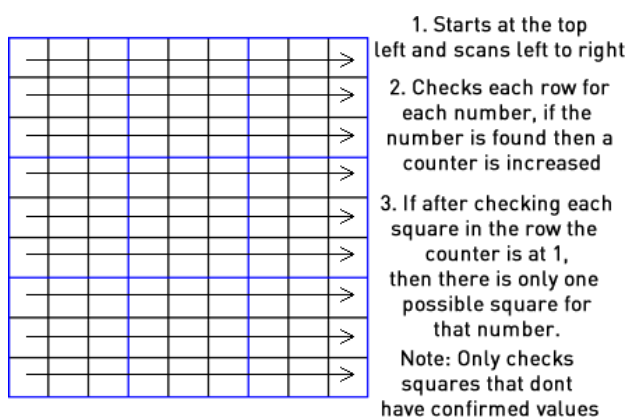 1. Starts at the top
left and scans left to right
2. Checks each row for
each number, if the
number is found then a
counter is increased
3. If after checking each
square in the row the
counter is at 1,
then there is only one
possible square for
that number.
Note: Only checks
squares that dont
have confirmed values